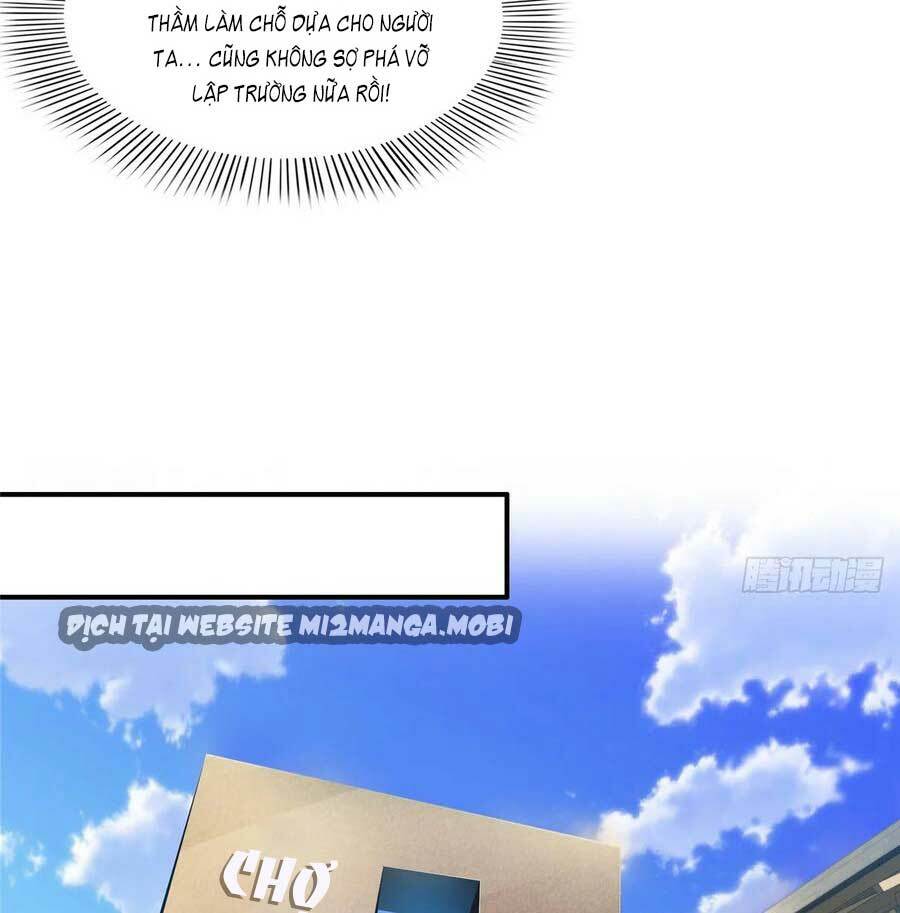 THẦM LÀM CHỖ DỰA CHO NGƯỜI
TA... CŨNG KHÔNG SỢ PHÁ VỠ
LẬP TRƯỜNG NỮA RỒI!
腾讯动漫
DỊCH TẠI WEBSITE MI2MANGA.MOBI
CHỢ